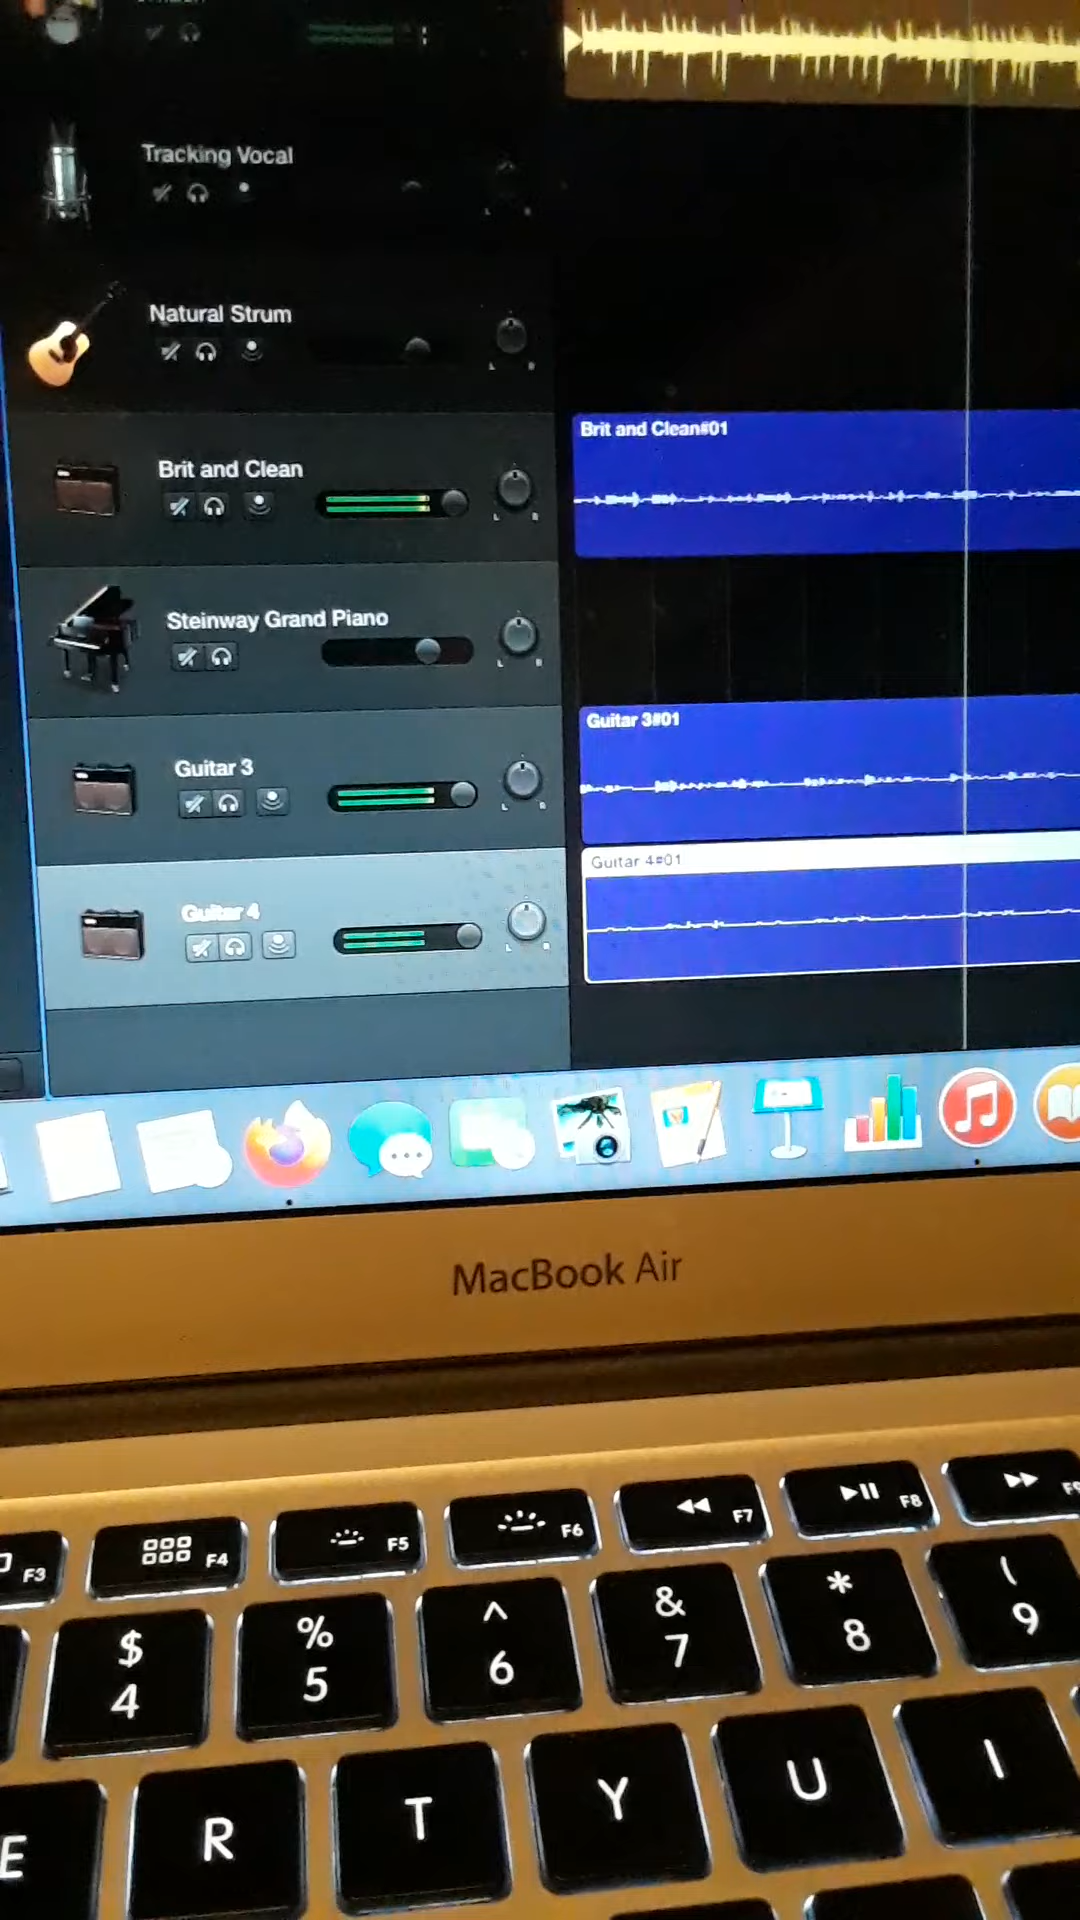 Tracking Vocal
L R
Natural Strum
L R
Brit and Clean
L R
Brit and Clean#01
Steinway Grand Piano
L R
Guitar 3
L R
Guitar 3#01
Guitar 4
L R
Guitar 4#01
MacBook Air
F3 F4 F5 F6 F7 F8 F9
$ % ^ & * (
4 5 6 7 8 9
E R T Y U I